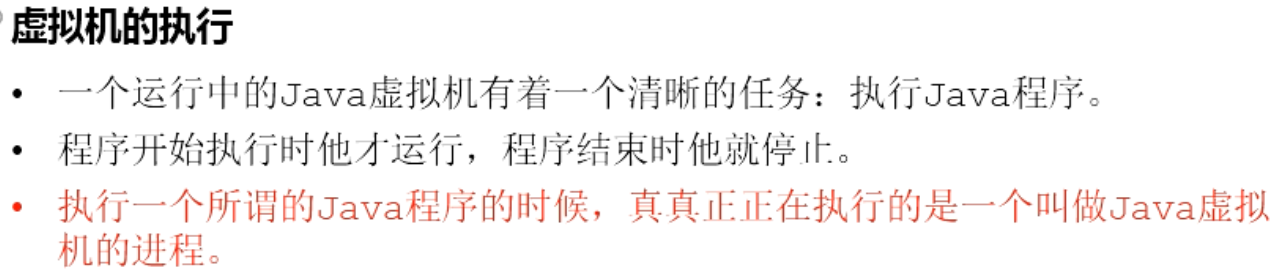 虚拟机的执行
• 一个运行中的Java虚拟机有着一个清晰的任务：执行Java程序。
• 程序开始执行时他才运行，程序结束时他就停止。
• 执行一个所谓的Java程序的时候，真真正正在执行的是一个叫做Java虚拟
机的进程。